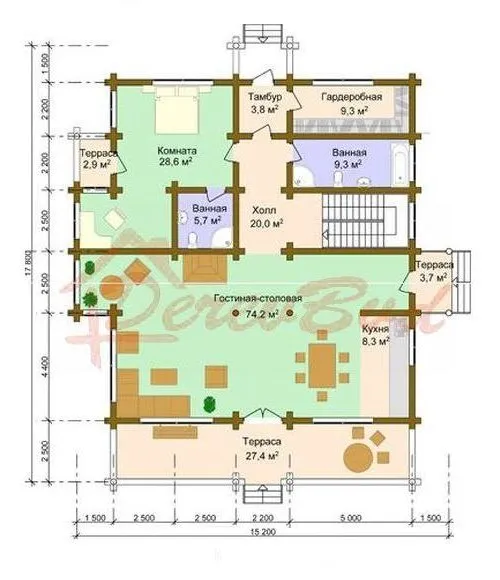 1 500
2 200
2 200
2 500
2 500
4 400
2 500
17 800
Тамбур
3,8 м²
Гардеробная
9,3 м²
Терраса
2,9 м²
Комната
28,6 м²
Ванная
9,3 м²
Ванная
5,7 м²
Холл
20,0 м²
Терраса
3,7 м²
Гостиная-столовая
74,2 м²
Кухня
8,3 м²
DerevBud
Терраса
27,4 м²
1 500
2 500
2 500
2 200
5 000
1 500
15 200